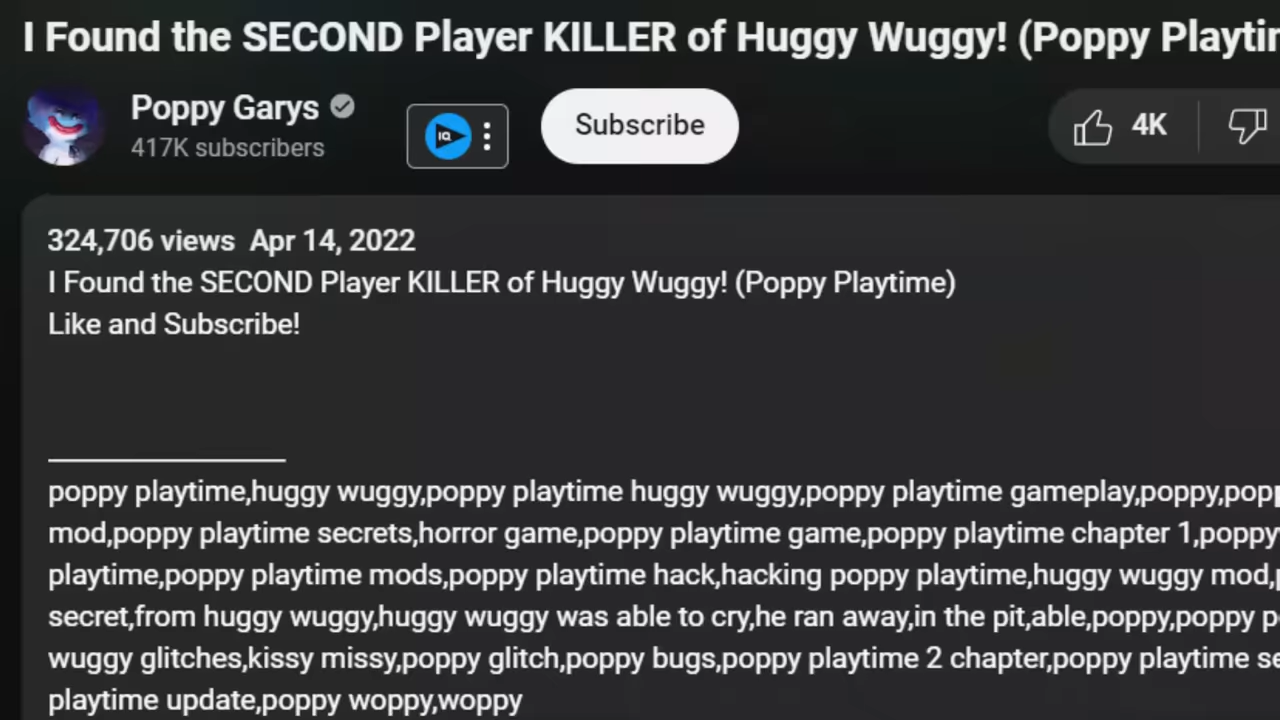 I Found the SECOND Player KILLER of Huggy Wuggy! (Poppy
Poppy Garys
417K subscribers
IQ
Subscribe
4K
324,706 views Apr 14, 2022
I Found the SECOND Player KILLER of Huggy Wuggy! (Poppy Playtime)
Like and Subscribe!
poppy playtime,huggy wuggy,poppy playtime huggy wuggy,poppy playtime gameplay,poppy,
mod,poppy playtime secrets,horror game,poppy playtime game,poppy playtime chapter 1,poppy
playtime,poppy playtime mods,poppy playtime hack,hacking poppy playtime,huggy wuggy mod,
secret,from huggy wuggy,huggy wuggy was able to cry,he ran away,in the pit,able,poppy,poppy
wuggy glitches,kissy missy,poppy glitch,poppy bugs,poppy playtime 2 chapter,poppy playtime
playtime update,poppy woppy,woppy